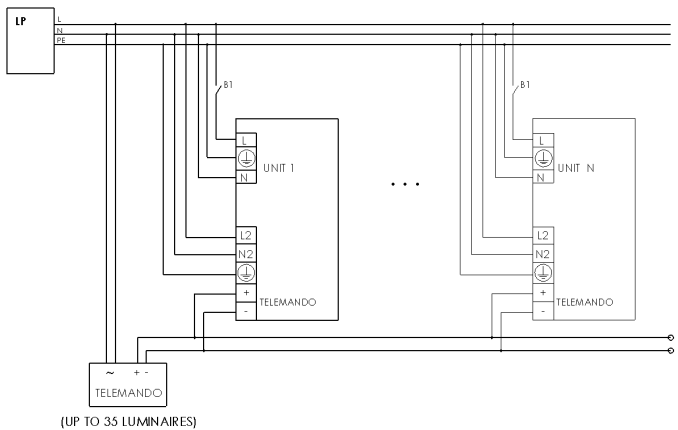 LP
L
N
PE
B1
B1
L
N
UNIT 1
L
N
UNIT N
• • •
L2
N2
+
-
TELEMANDO
L2
N2
+
-
TELEMANDO
~ + -
TELEMANDO
(UP TO 35 LUMINAIRES)